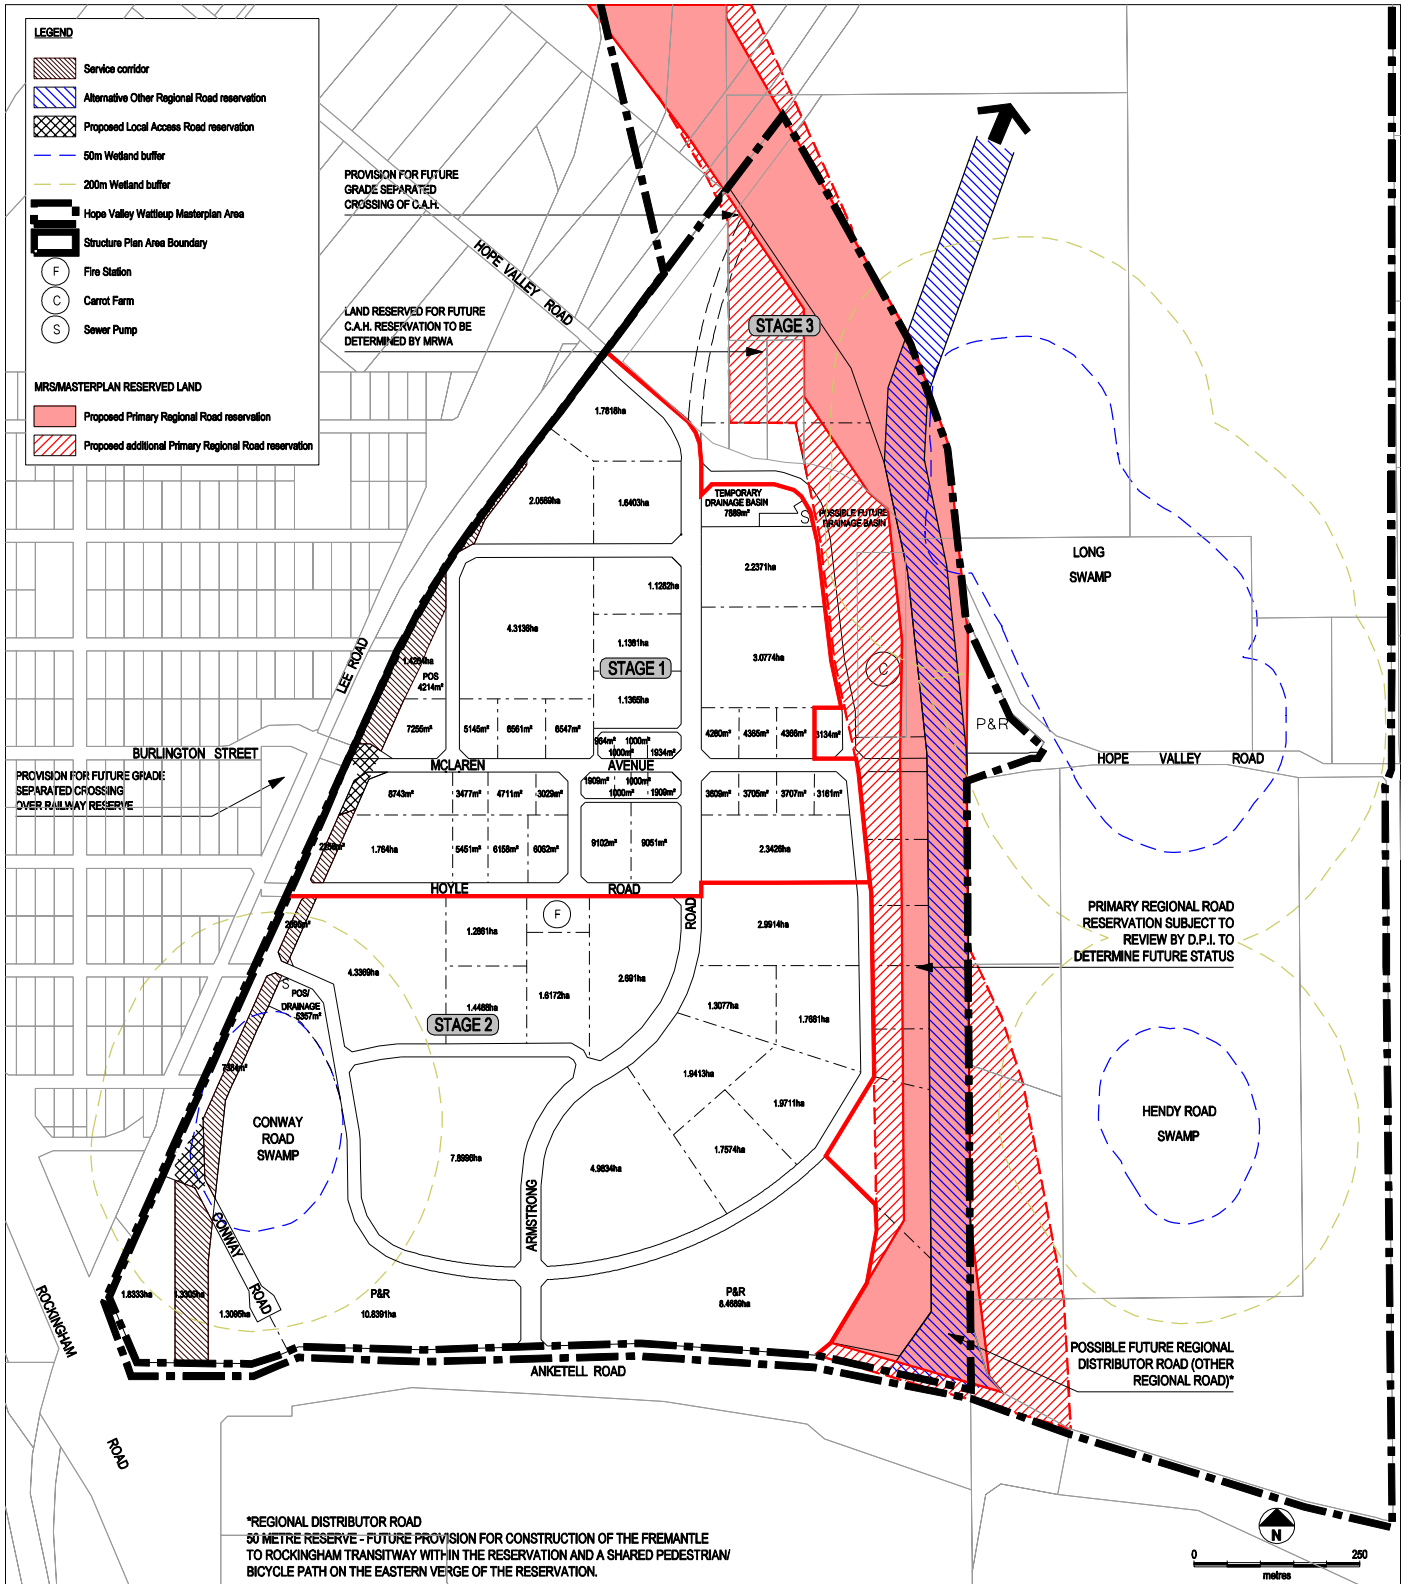 LEGEND
Service corridor
Alternative Other Regional Road reservation
Proposed Local Access Road reservation
50m Wetland buffer
200m Wetland buffer
Hope Valley Wattleup Masterplan Area
Structure Plan Area Boundary
F Fire Station
C Carrot Farm
S Sewer Pump
MRS/MASTERPLAN RESERVED LAND
Proposed Primary Regional Road reservation
Proposed additional Primary Regional Road reservation
PROVISION FOR FUTURE
GRADE SEPARATED
CROSSING OF C.A.H.
HOPE VALLEY ROAD
LAND RESERVED FOR FUTURE
C.A.H. RESERVATION TO BE
DETERMINED BY MRWA
STAGE 3
1.7818ha
2.0589ha
1.6403ha
TEMPORARY
DRAINAGE BASIN
7889m²
S
POSSIBLE FUTURE
DRAINAGE BASIN
LONG
SWAMP
2.2371ha
1.1282ha
4.3136ha
1.1381ha
3.0774ha
STAGE 1
LEE ROAD
POS
4214m²
C
1.1365ha
7255m²
5145m²
6561m²
6547m²
4280m²
4365m²
4366m²
3134m²
P&R
984m²
1000m²
1000m²
1934m²
BURLINGTON STREET
MCLAREN AVENUE
HOPE VALLEY ROAD
PROVISION FOR FUTURE GRADE
SEPARATED CROSSING
OVER RAILWAY RESERVE
8743m²
3477m²
4711m²
3029m²
1909m²
1000m²
1000m²
1909m²
3609m²
3705m²
3707m²
3161m²
1.764ha
5451m²
6158m²
6062m²
9102m²
9051m²
2.3426ha
HOYLE ROAD
F
ROAD
PRIMARY REGIONAL ROAD
RESERVATION SUBJECT TO
REVIEW BY D.P.I. TO
DETERMINE FUTURE STATUS
1.2861ha
2.9914ha
4.3369ha
2.691ha
1.6172ha
S
POS/
DRAINAGE
5357m²
1.4486ha
STAGE 2
1.3077ha
1.7681ha
1.9413ha
1.9711ha
CONWAY
ROAD
SWAMP
HENDY ROAD
SWAMP
7.8996ha
4.9834ha
1.7574ha
ARMSTRONG
CONWAY ROAD
ROCKINGHAM ROAD
1.8333ha
1.3305ha
1.3095ha
P&R
10.8391ha
P&R
8.4689ha
ANKETELL ROAD
POSSIBLE FUTURE REGIONAL
DISTRIBUTOR ROAD (OTHER
REGIONAL ROAD)*
*REGIONAL DISTRIBUTOR ROAD
50 METRE RESERVE - FUTURE PROVISION FOR CONSTRUCTION OF THE FREMANTLE
TO ROCKINGHAM TRANSITWAY WITHIN THE RESERVATION AND A SHARED PEDESTRIAN/
BICYCLE PATH ON THE EASTERN VERGE OF THE RESERVATION.
N
0 250
metres